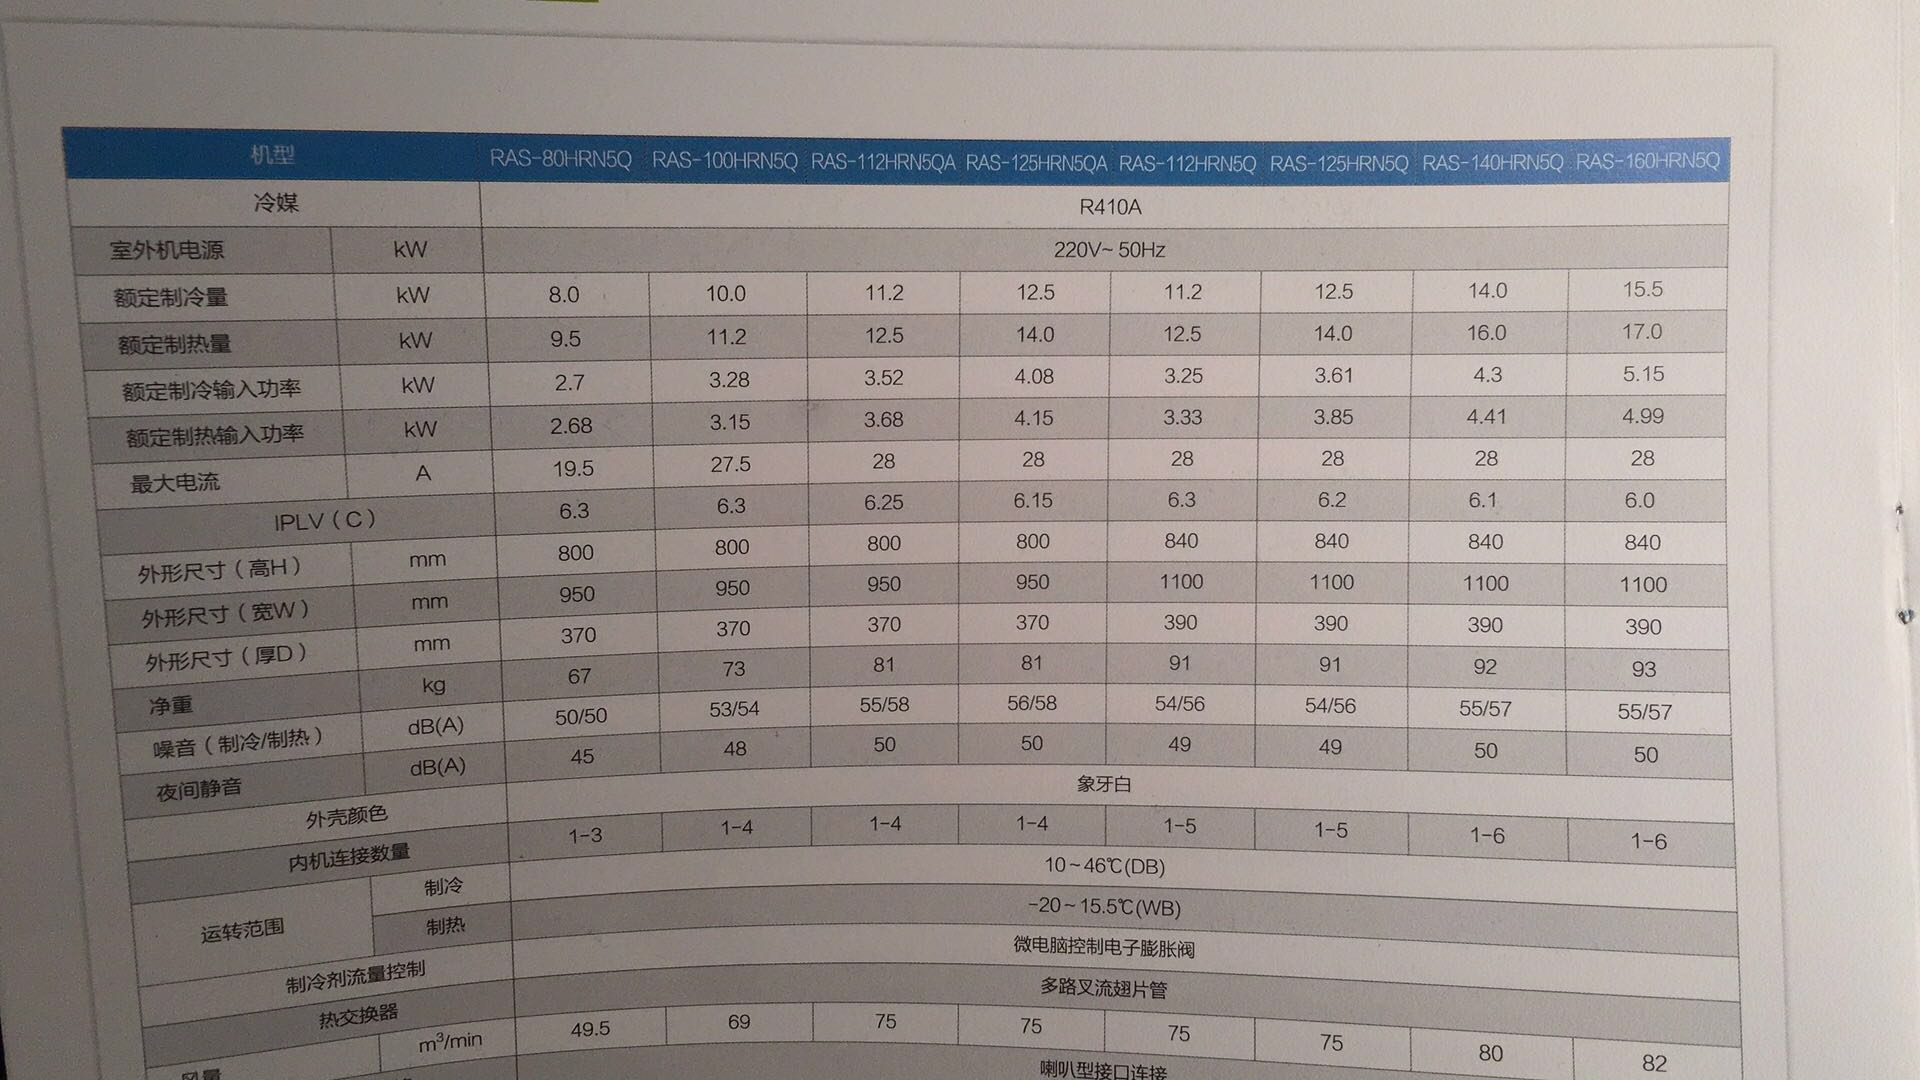 机型 RAS-80HRN5Q RAS-100HRN5Q RAS-112HRN5QA RAS-125HRN5QA RAS-112HRN5Q RAS-125HRN5Q RAS-140HRN5Q RAS-160HRN5Q
冷媒 R410A
室外机电源 kW 220V~50Hz
额定制冷量 kW 8.0 10.0 11.2 12.5 11.2 12.5 14.0 15.5
额定制热量 kW 9.5 11.2 12.5 14.0 12.5 14.0 16.0 17.0
额定制冷输入功率 kW 2.7 3.28 3.52 4.08 3.25 3.61 4.3 5.15
额定制热输入功率 kW 2.68 3.15 3.68 4.15 3.33 3.85 4.41 4.99
最大电流 A 19.5 27.5 28 28 28 28 28 28
IPLV(C) 6.3 6.3 6.25 6.15 6.3 6.2 6.1 6.0
外形尺寸(高H) mm 800 800 800 800 840 840 840 840
外形尺寸(宽W) mm 950 950 950 950 1100 1100 1100 1100
外形尺寸(厚D) mm 370 370 370 370 390 390 390 390
净重 kg 67 73 81 81 91 91 92 93
噪音(制冷/制热) dB(A) 50/50 53/54 55/58 56/58 54/56 54/56 55/57 55/57
夜间静音 dB(A) 45 48 50 50 49 49 50 50
外壳颜色 象牙白
内机连接数量 1-3 1-4 1-4 1-4 1-5 1-5 1-6 1-6
运转范围 制冷 10~46℃(DB)
制热 -20~15.5℃(WB)
制冷剂流量控制 微电脑控制电子膨胀阀
热交换器 多路叉流翅片管
风量 m³/min 49.5 69 75 75 75 75 80 82
喇叭型接口连接